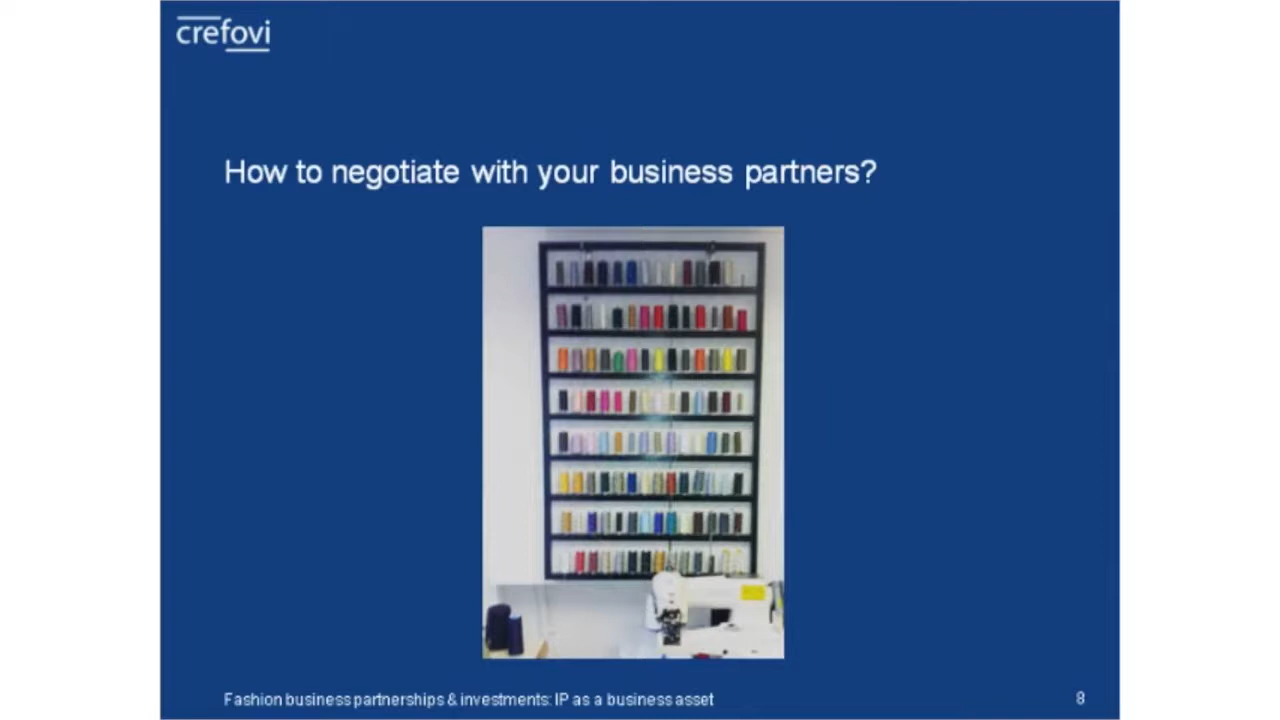 crefovi
How to negotiate with your business partners?
Fashion business partnerships & investments: IP as a business asset
8